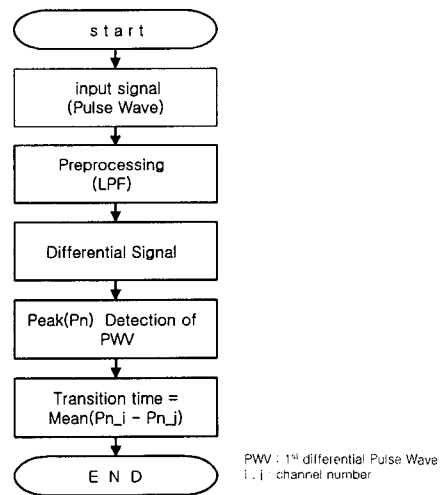 start
input signal
(Pulse Wave)
Preprocessing
(LPF)
Differential Signal
Peak(Pn) Detection of
PWV
Transition time =
Mean(Pn_i - Pn_j)
END
PWV : 1st differential Pulse Wave
i , j : channel number